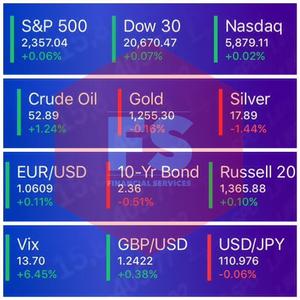 S&P 500 Dow 30 Nasdaq
2,357.04 20,670.47 5,879.11
+0.06% +0.07% +0.02%
Crude Oil Gold Silver
52.89 1,255.30 17.89
+1.24% -0.16% -1.44%
FS
EUR/USD 10-Yr Bond Russell 20
FINANCIAL SERVICES
1.0609 2.36 1,365.88
+0.11% -0.51% +0.10%
Vix GBP/USD USD/JPY
13.70 1.2422 110.976
+6.45% +0.38% -0.06%